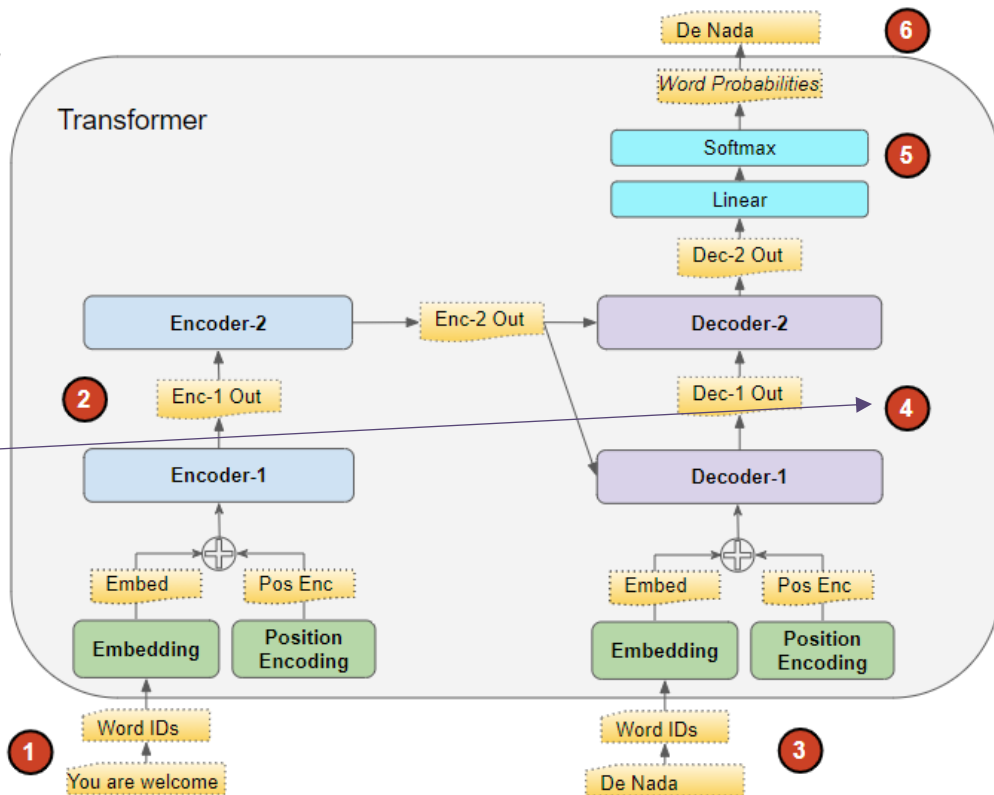 De Nada
6
Word Probabilities
Transformer
Softmax
5
Linear
Dec-2 Out
Encoder-2
Enc-2 Out
Decoder-2
2
Enc-1 Out
Dec-1 Out
4
Encoder-1
Decoder-1
Embed
Pos Enc
Embed
Pos Enc
Embedding
Position
Encoding
Embedding
Position
Encoding
1
Word IDs
Word IDs
3
You are welcome
De Nada